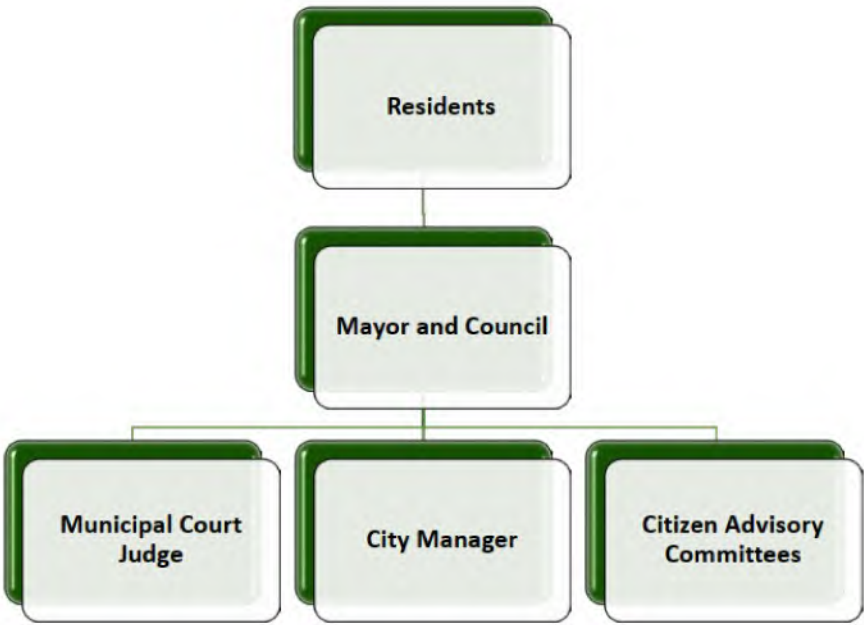 Residents
Mayor and Council
Municipal Court
Judge
City Manager
Citizen Advisory
Committees